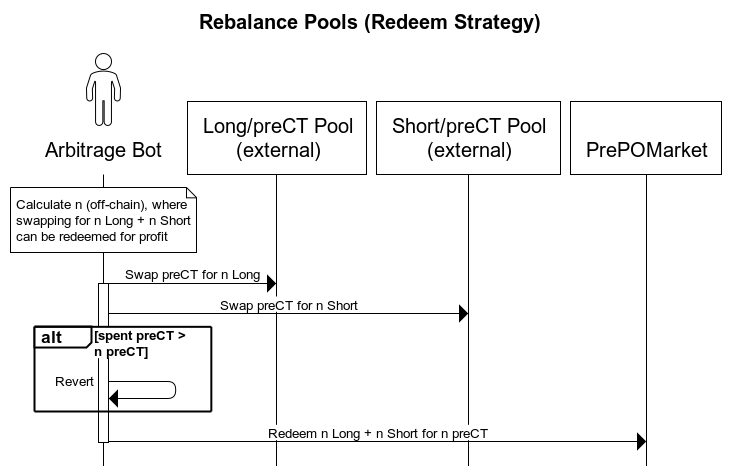 Rebalance Pools (Redeem Strategy)
Arbitrage Bot
Long/preCT Pool
(external)
Short/preCT Pool
(external)
PrePOMarket
Calculate n (off-chain), where
swapping for n Long + n Short
can be redeemed for profit
Swap preCT for n Long
Swap preCT for n Short
alt
[spent preCT >
n preCT]
Revert
Redeem n Long + n Short for n preCT